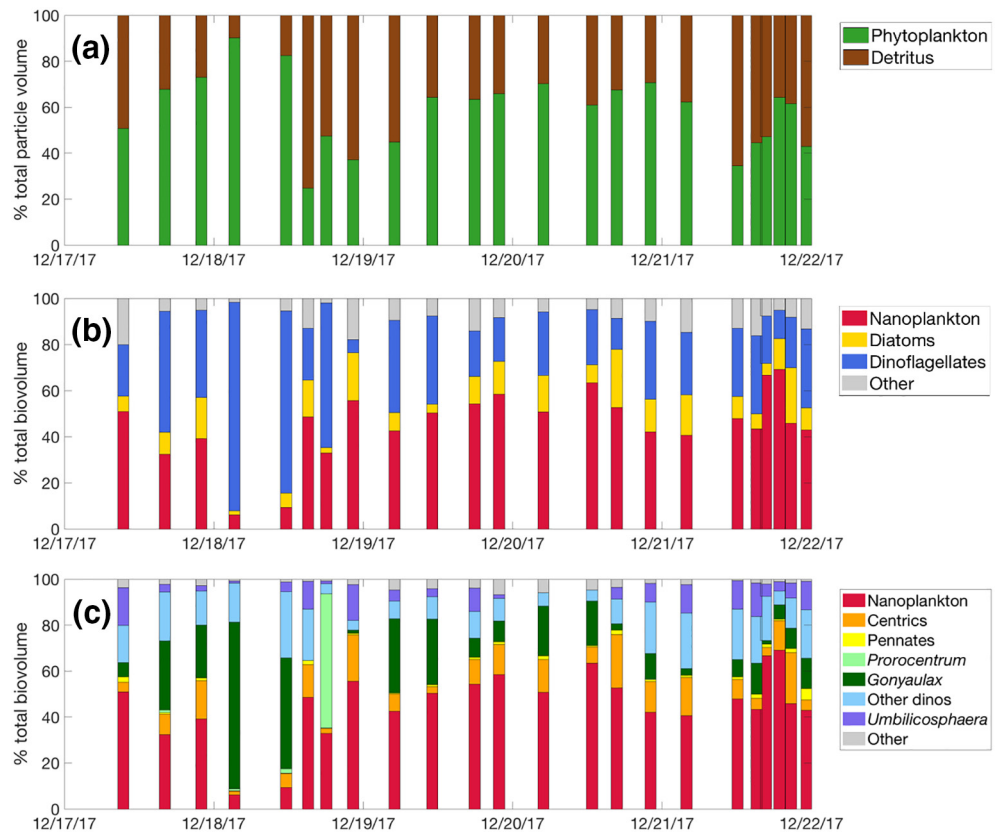 (a)
% total particle volume
100
80
60
40
20
0
12/17/17 12/18/17 12/19/17 12/20/17 12/21/17 12/22/17
Phytoplankton
Detritus
(b)
% total biovolume
100
80
60
40
20
0
12/17/17 12/18/17 12/19/17 12/20/17 12/21/17 12/22/17
Nanoplankton
Diatoms
Dinoflagellates
Other
(c)
% total biovolume
100
80
60
40
20
0
12/17/17 12/18/17 12/19/17 12/20/17 12/21/17 12/22/17
Nanoplankton
Centrics
Pennates
Prorocentrum
Gonyaulax
Other dinos
Umbilicosphaera
Other